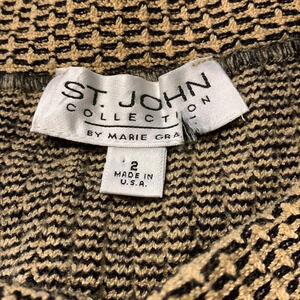 ST. JOHN
COLLECTION
BY MARIE GRA
2
MADE IN
U.S.A.